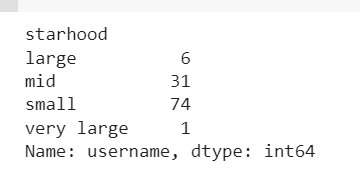 starhood
large 6
mid 31
small 74
very large 1
Name: username, dtype: int64